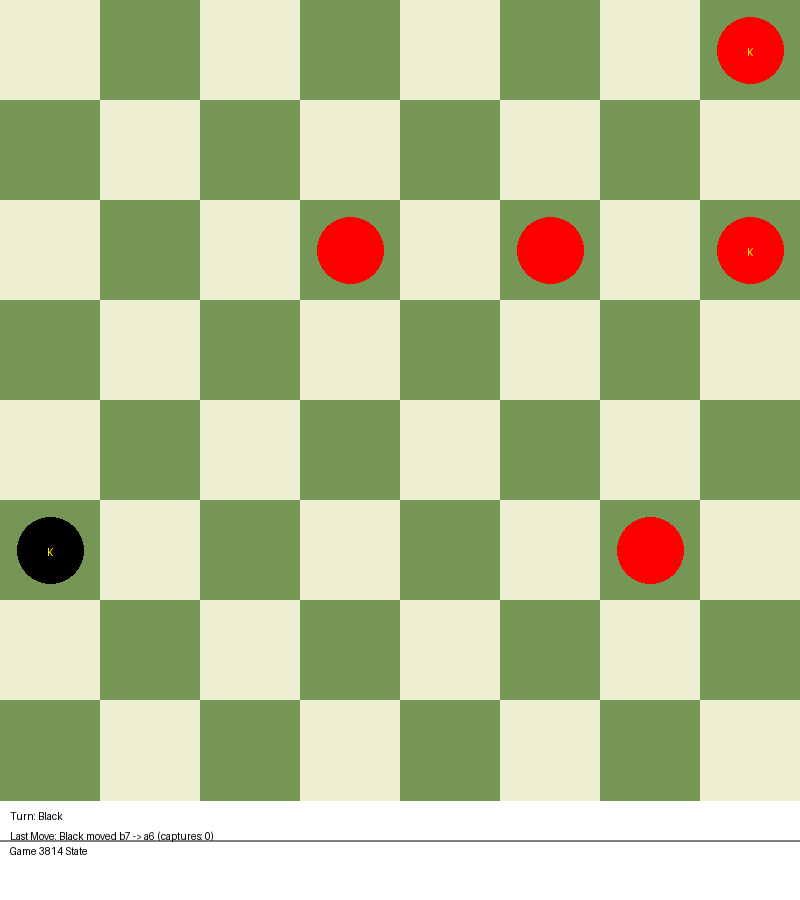 K
K
K
Turn: Black
Last Move: Black moved b7 -> a6 (captures: 0)
Game 3814 State